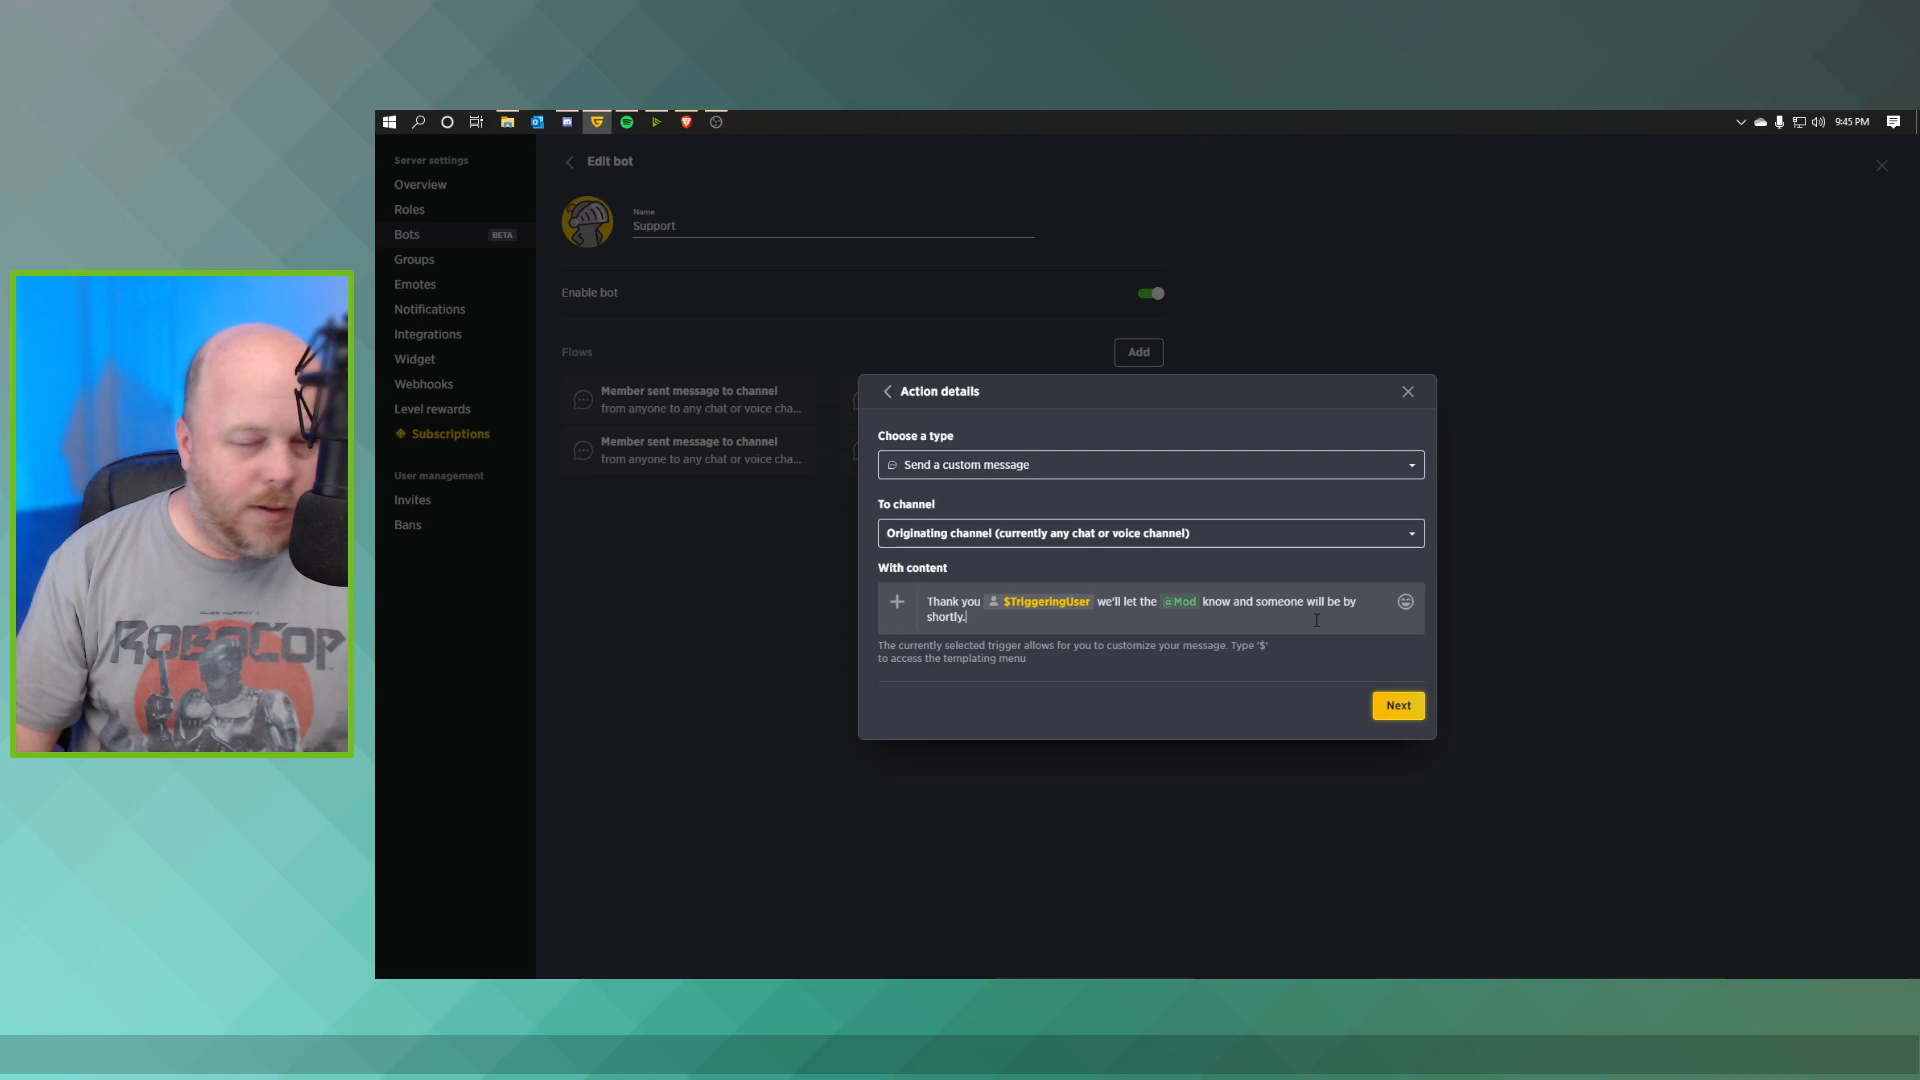 9:45 PM
Server settings
Overview
Roles
Bots BETA
Groups
Emotes
Notifications
Integrations
Widget
Webhooks
Level rewards
Subscriptions
User management
Invites
Bans
Edit bot
Name
Support
Enable bot
Flows
Add
Member sent message to channel
from anyone to any chat or voice cha...
Member sent message to channel
from anyone to any chat or voice cha...
Action details
Choose a type
Send a custom message
To channel
Originating channel (currently any chat or voice channel)
With content
Thank you $TriggeringUser we'll let the @Mod know and someone will be by
shortly.
The currently selected trigger allows for you to customize your message. Type '$'
to access the templating menu
Next
ROBOCOP